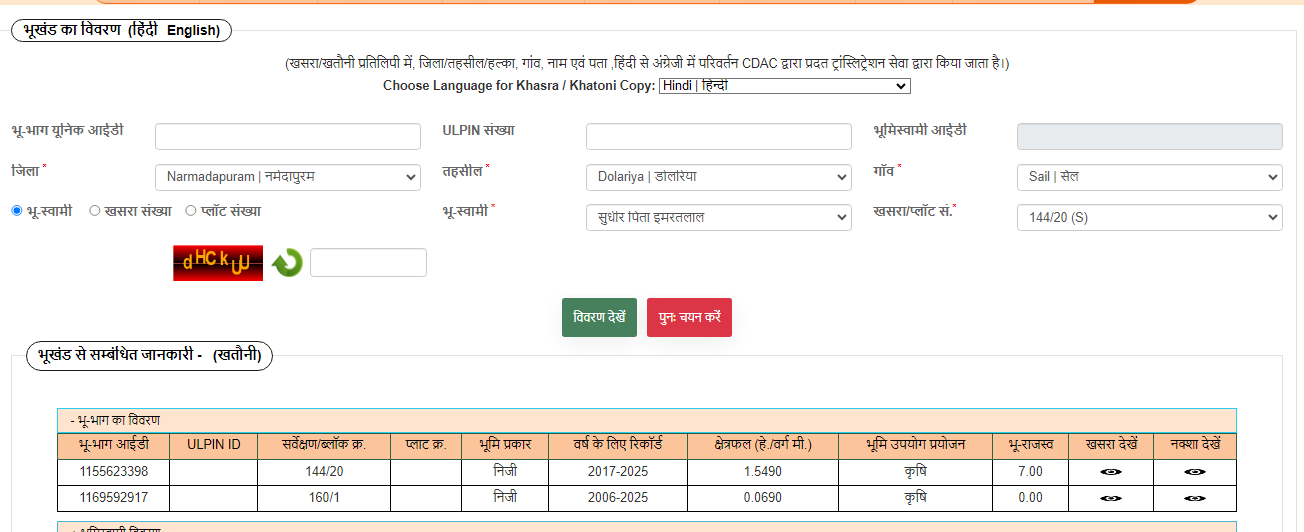 भूखंड का विवरण (हिंदी English)
(खसरा/खतौनी प्रतिलिपी में, जिला/तहसील/हल्का, गांव, नाम एवं पता ,हिंदी से अंग्रेजी में परिवर्तन CDAC द्वारा प्रदत ट्रांस्लिट्रेशन सेवा द्वारा किया जाता है।)
Choose Language for Khasra / Khatoni Copy: Hindi | हिन्दी
भू-भाग यूनिक आईडी ULPIN संख्या भूमिस्वामी आईडी
जिला * Narmadapuram | नर्मदापुरम तहसील * Dolariya | डोलरिया गॉव * Sail | सेल
भू-स्वामी खसरा संख्या प्लॉट संख्या भू-स्वामी * सुधीर पिता इमरतलाल खसरा/प्लॉट सं.* 144/20 (S)
dHCkUU
विवरण देखें पुनः चयन करें
भूखंड से सम्बंधित जानकारी - (खतौनी)
- भू-भाग का विवरण
भू-भाग आईडी ULPIN ID सर्वेक्षण/ब्लॉक क्र. प्लाट क्र. भूमि प्रकार वर्ष के लिए रिकॉर्ड क्षेत्रफल (हे./वर्ग मी.) भूमि उपयोग प्रयोजन भू-राजस्व खसरा देखें नक्शा देखें
1155623398 144/20 निजी 2017-2025 1.5490 कृषि 7.00
1169592917 160/1 निजी 2006-2025 0.0690 कृषि 0.00